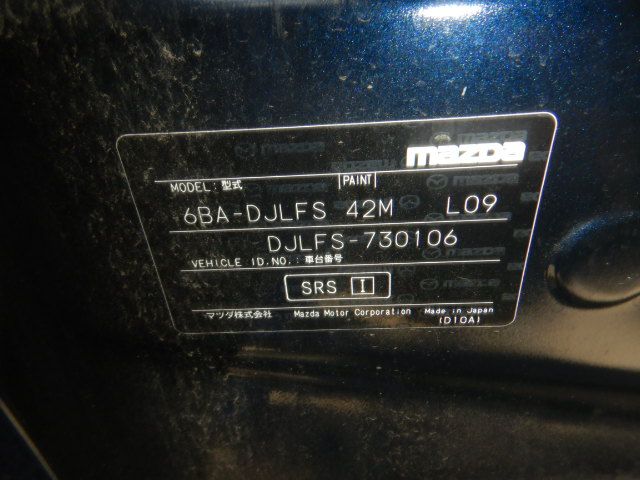 mazda
MODEL: 型式 PAINT
6BA-DJLFS 42M L09
DJLFS-730106
VEHICLE ID.NO.: 車台番号
SRS I
マツダ株式会社 Mazda Motor Corporation Made in Japan
(D10A)